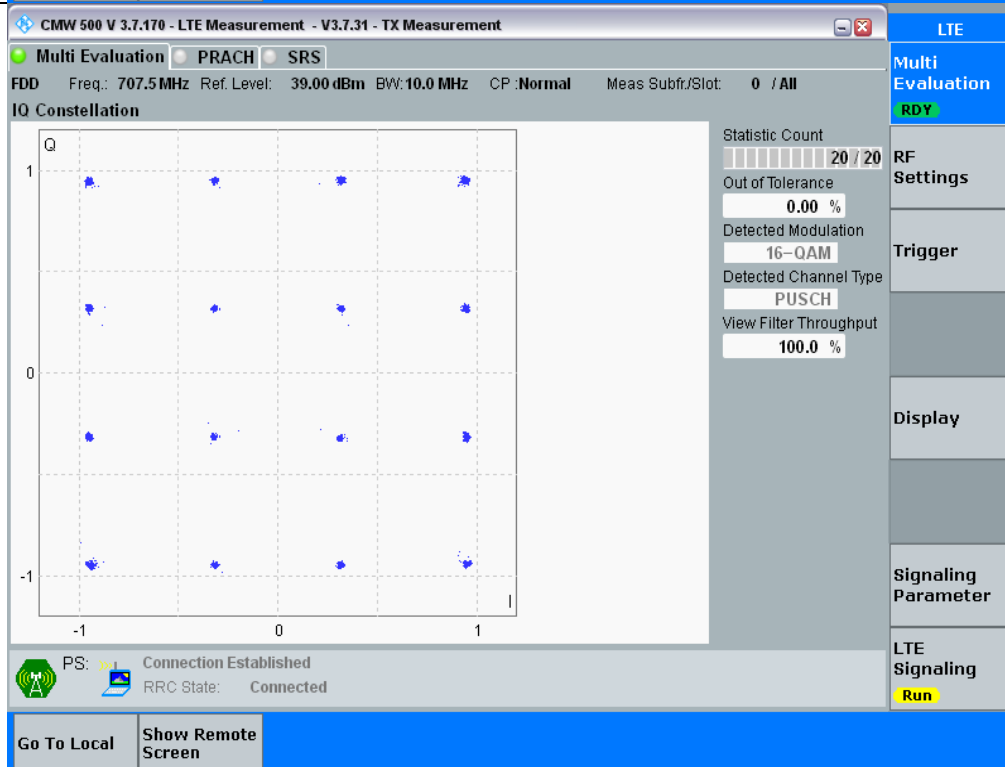 CMW 500 V 3.7.170 - LTE Measurement - V3.7.31 - TX Measurement
LTE
Multi Evaluation PRACH SRS
FDD Freq.: 707.5 MHz Ref. Level: 39.00 dBm BW: 10.0 MHz CP :Normal Meas Subfr./Slot: 0 / All
IQ Constellation
Q
1
0
-1
-1 0 1
I
Statistic Count
20 / 20
Out of Tolerance
0.00 %
Detected Modulation
16-QAM
Detected Channel Type
PUSCH
View Filter Throughput
100.0 %
Multi
Evaluation
RDY
RF
Settings
Trigger
Display
Signaling
Parameter
LTE
Signaling
Run
PS: Connection Established
RRC State: Connected
Go To Local
Show Remote
Screen